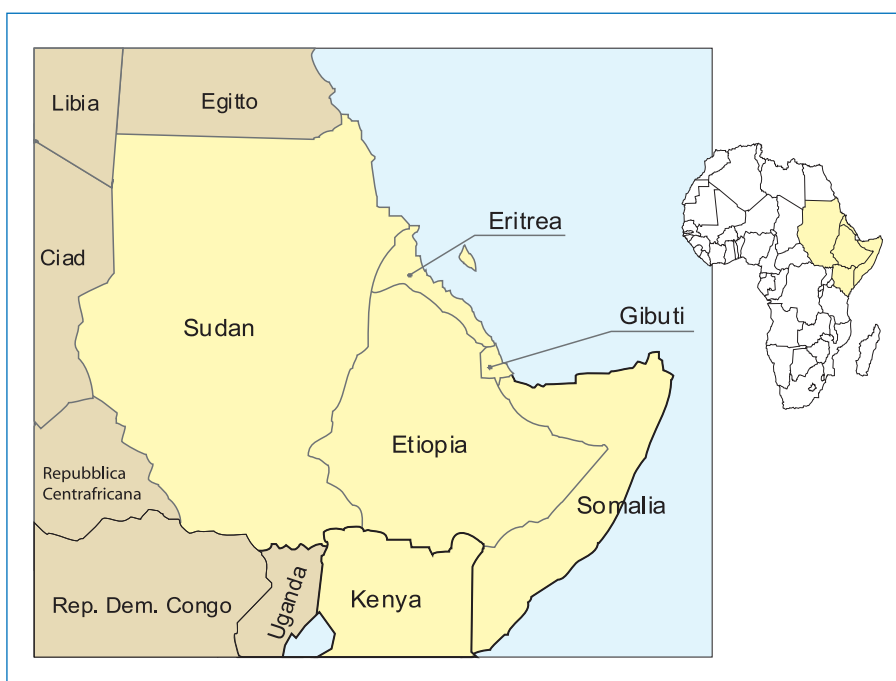 Libia
Egitto
Eritrea
Ciad
Gibuti
Sudan
Etiopia
Repubblica
Centrafricana
Somalia
Rep. Dem. Congo
Uganda
Kenya